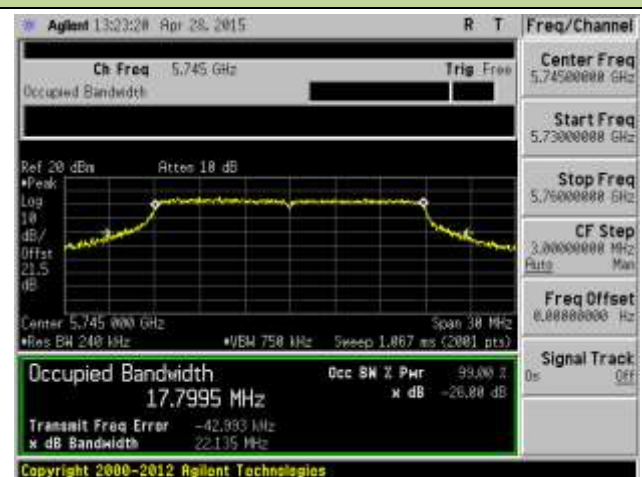 Agilent 13:23:20 Apr 28, 2015 R T
Freq/Channel
Ch Freq 5.745 GHz Trig Free
Occupied Bandwidth
Center Freq
5.74500000 GHz
Start Freq
5.73000000 GHz
Stop Freq
5.76000000 GHz
CF Step
3.00000000 MHz
Auto Man
Freq Offset
0.00000000 Hz
Signal Track
On Off
Ref 20 dBm Atten 10 dB
•Peak
Log
10
dB/
Offst
21.5
dB
Center 5.745 000 GHz Span 30 MHz
•Res BW 240 kHz •VBW 750 kHz Sweep 1.067 ms (2001 pts)
Occupied Bandwidth Occ BW % Pwr 99.00 %
17.7995 MHz x dB -26.00 dB
Transmit Freq Error -42.993 kHz
x dB Bandwidth 22.135 MHz
Copyright 2000-2012 Agilent Technologies